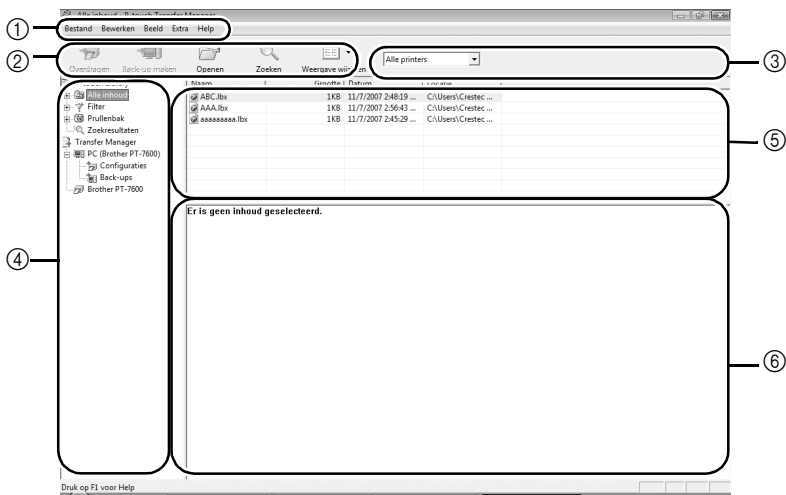 Alle inhoud - P-touch Transfer Manager
① Bestand Bewerken Beeld Extra Help
② Overdragen Back-up maken Openen Zoeken Weergave
Alle printers ③
Alle inhoud
Filter
Prullenbak
Zoekresultaten
Transfer Manager
PC (Brother PT-7600)
Configuraties
Back-ups
Brother PT-7600
④
Naam Grootte Datum Locatie
ABC.lbx 1KB 11/7/2007 2:48:19 ... C:\Users\Crestec ...
AAA.lbx 1KB 11/7/2007 2:56:43 ... C:\Users\Crestec ...
aaaaaaaaa.lbx 1KB 11/7/2007 2:45:29 ... C:\Users\Crestec ...
⑤
Er is geen inhoud geselecteerd.
⑥
Druk op F1 voor Help